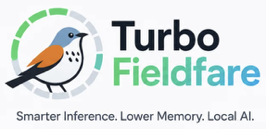 Turbo
Fieldfare
Smarter Inference. Lower Memory. Local AI.